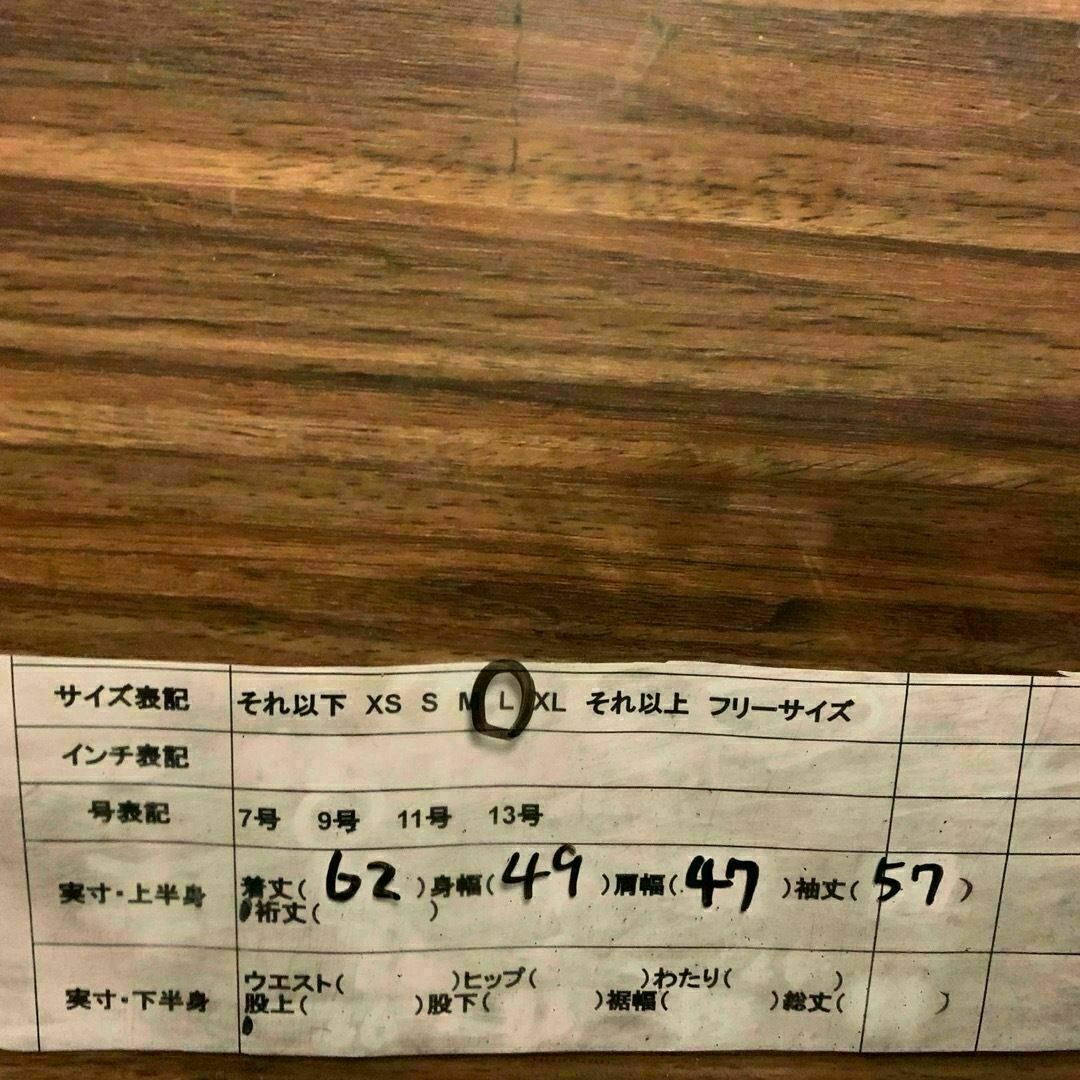 サイズ表記 それ以下 XS S M L XL それ以上 フリーサイズ
インチ表記
号表記 7号 9号 11号 13号
実寸・上半身 着丈( 62 )身幅( 49 )肩幅( 47 )袖丈( 57 )
裄丈( )
実寸・下半身 ウエスト( )ヒップ( )わたり( )
股上( )股下( )裾幅( )総丈( )